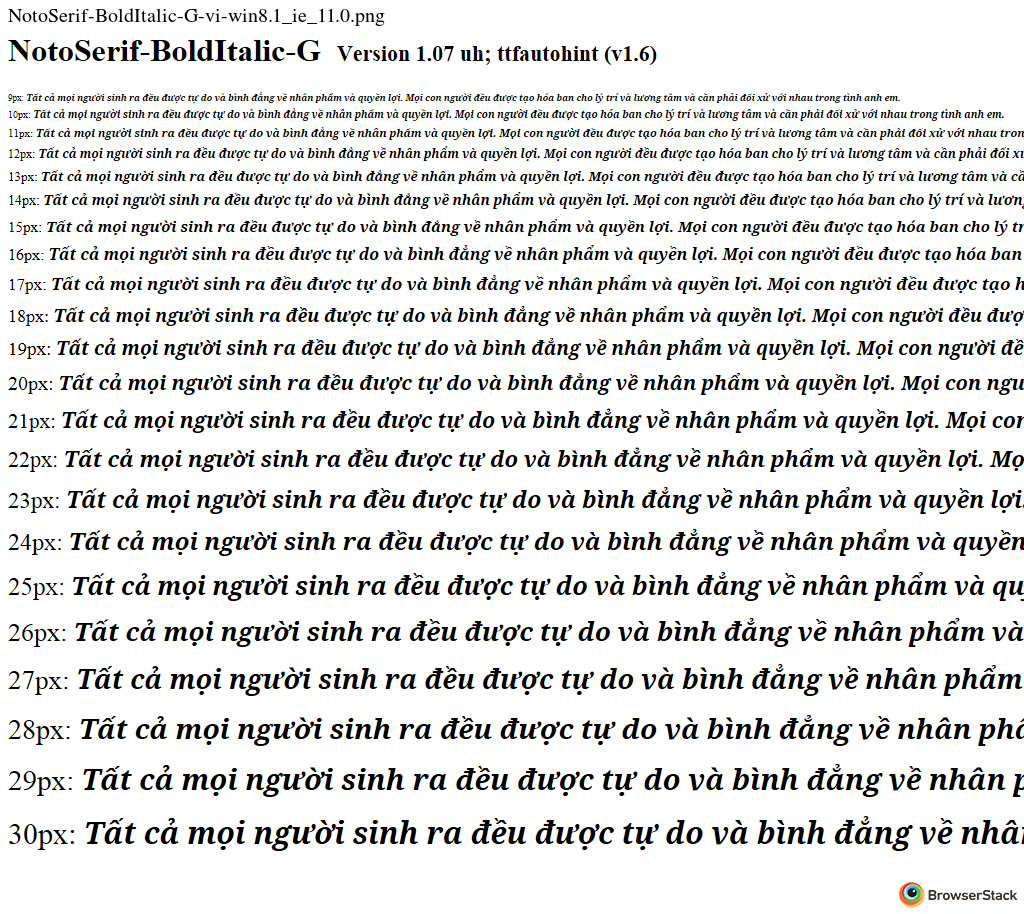 NotoSerif-BoldItalic-G-vi-win8.1_ie_11.0.png
NotoSerif-BoldItalic-G Version 1.07 uh; ttfautohint (v1.6)
9px: Tất cả mọi người sinh ra đều được tự do và bình đẳng về nhân phẩm và quyền lợi. Mọi con người đều được tạo hóa ban cho lý trí và lương tâm và cần phải đối xử với nhau trong tình anh em.
10px: Tất cả mọi người sinh ra đều được tự do và bình đẳng về nhân phẩm và quyền lợi. Mọi con người đều được tạo hóa ban cho lý trí và lương tâm và cần phải đối xử với nhau trong tình anh em.
11px: Tất cả mọi người sinh ra đều được tự do và bình đẳng về nhân phẩm và quyền lợi. Mọi con người đều được tạo hóa ban cho lý trí và lương tâm và cần phải đối xử với nhau tron
12px: Tất cả mọi người sinh ra đều được tự do và bình đẳng về nhân phẩm và quyền lợi. Mọi con người đều được tạo hóa ban cho lý trí và lương tâm và cần phải đối x
13px: Tất cả mọi người sinh ra đều được tự do và bình đẳng về nhân phẩm và quyền lợi. Mọi con người đều được tạo hóa ban cho lý trí và lương tâm và c
14px: Tất cả mọi người sinh ra đều được tự do và bình đẳng về nhân phẩm và quyền lợi. Mọi con người đều được tạo hóa ban cho lý trí và lươn
15px: Tất cả mọi người sinh ra đều được tự do và bình đẳng về nhân phẩm và quyền lợi. Mọi con người đều được tạo hóa ban cho lý tr
16px: Tất cả mọi người sinh ra đều được tự do và bình đẳng về nhân phẩm và quyền lợi. Mọi con người đều được tạo hóa ban
17px: Tất cả mọi người sinh ra đều được tự do và bình đẳng về nhân phẩm và quyền lợi. Mọi con người đều được tạo h
18px: Tất cả mọi người sinh ra đều được tự do và bình đẳng về nhân phẩm và quyền lợi. Mọi con người đều đượ
19px: Tất cả mọi người sinh ra đều được tự do và bình đẳng về nhân phẩm và quyền lợi. Mọi con người đề
20px: Tất cả mọi người sinh ra đều được tự do và bình đẳng về nhân phẩm và quyền lợi. Mọi con ngư
21px: Tất cả mọi người sinh ra đều được tự do và bình đẳng về nhân phẩm và quyền lợi. Mọi con
22px: Tất cả mọi người sinh ra đều được tự do và bình đẳng về nhân phẩm và quyền lợi. Mọ
23px: Tất cả mọi người sinh ra đều được tự do và bình đẳng về nhân phẩm và quyền lợi.
24px: Tất cả mọi người sinh ra đều được tự do và bình đẳng về nhân phẩm và quyền
25px: Tất cả mọi người sinh ra đều được tự do và bình đẳng về nhân phẩm và qu
26px: Tất cả mọi người sinh ra đều được tự do và bình đẳng về nhân phẩm và
27px: Tất cả mọi người sinh ra đều được tự do và bình đẳng về nhân phẩm
28px: Tất cả mọi người sinh ra đều được tự do và bình đẳng về nhân phẩ
29px: Tất cả mọi người sinh ra đều được tự do và bình đẳng về nhân p
30px: Tất cả mọi người sinh ra đều được tự do và bình đẳng về nhân
BrowserStack